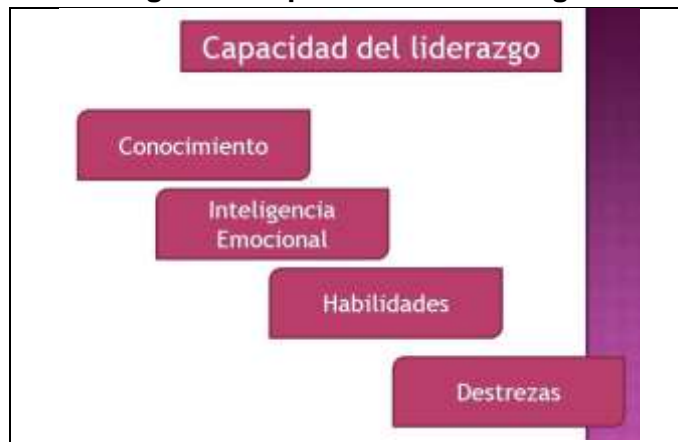 Capacidad del liderazgo
Conocimiento
Inteligencia
Emocional
Habilidades
Destrezas